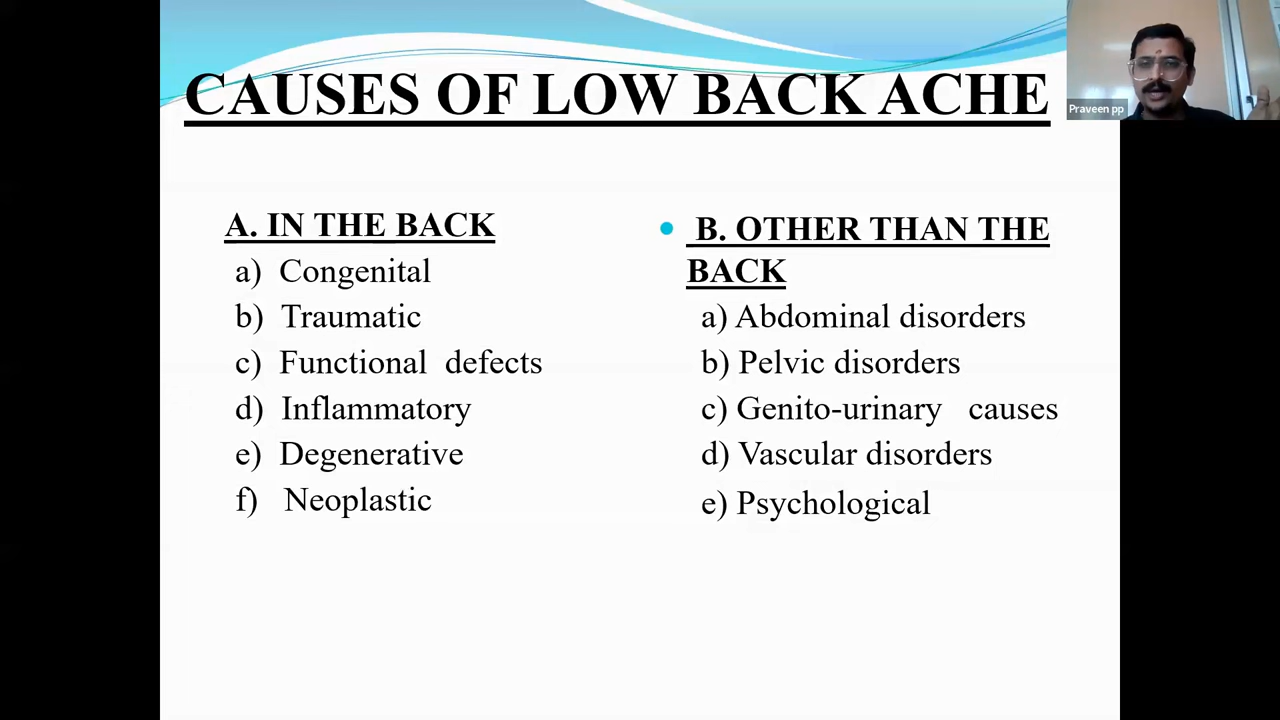 CAUSES OF LOW BACK ACHE
Praveen pp
A. IN THE BACK
a) Congenital
b) Traumatic
c) Functional defects
d) Inflammatory
e) Degenerative
f) Neoplastic
• B. OTHER THAN THE
BACK
a) Abdominal disorders
b) Pelvic disorders
c) Genito-urinary causes
d) Vascular disorders
e) Psychological